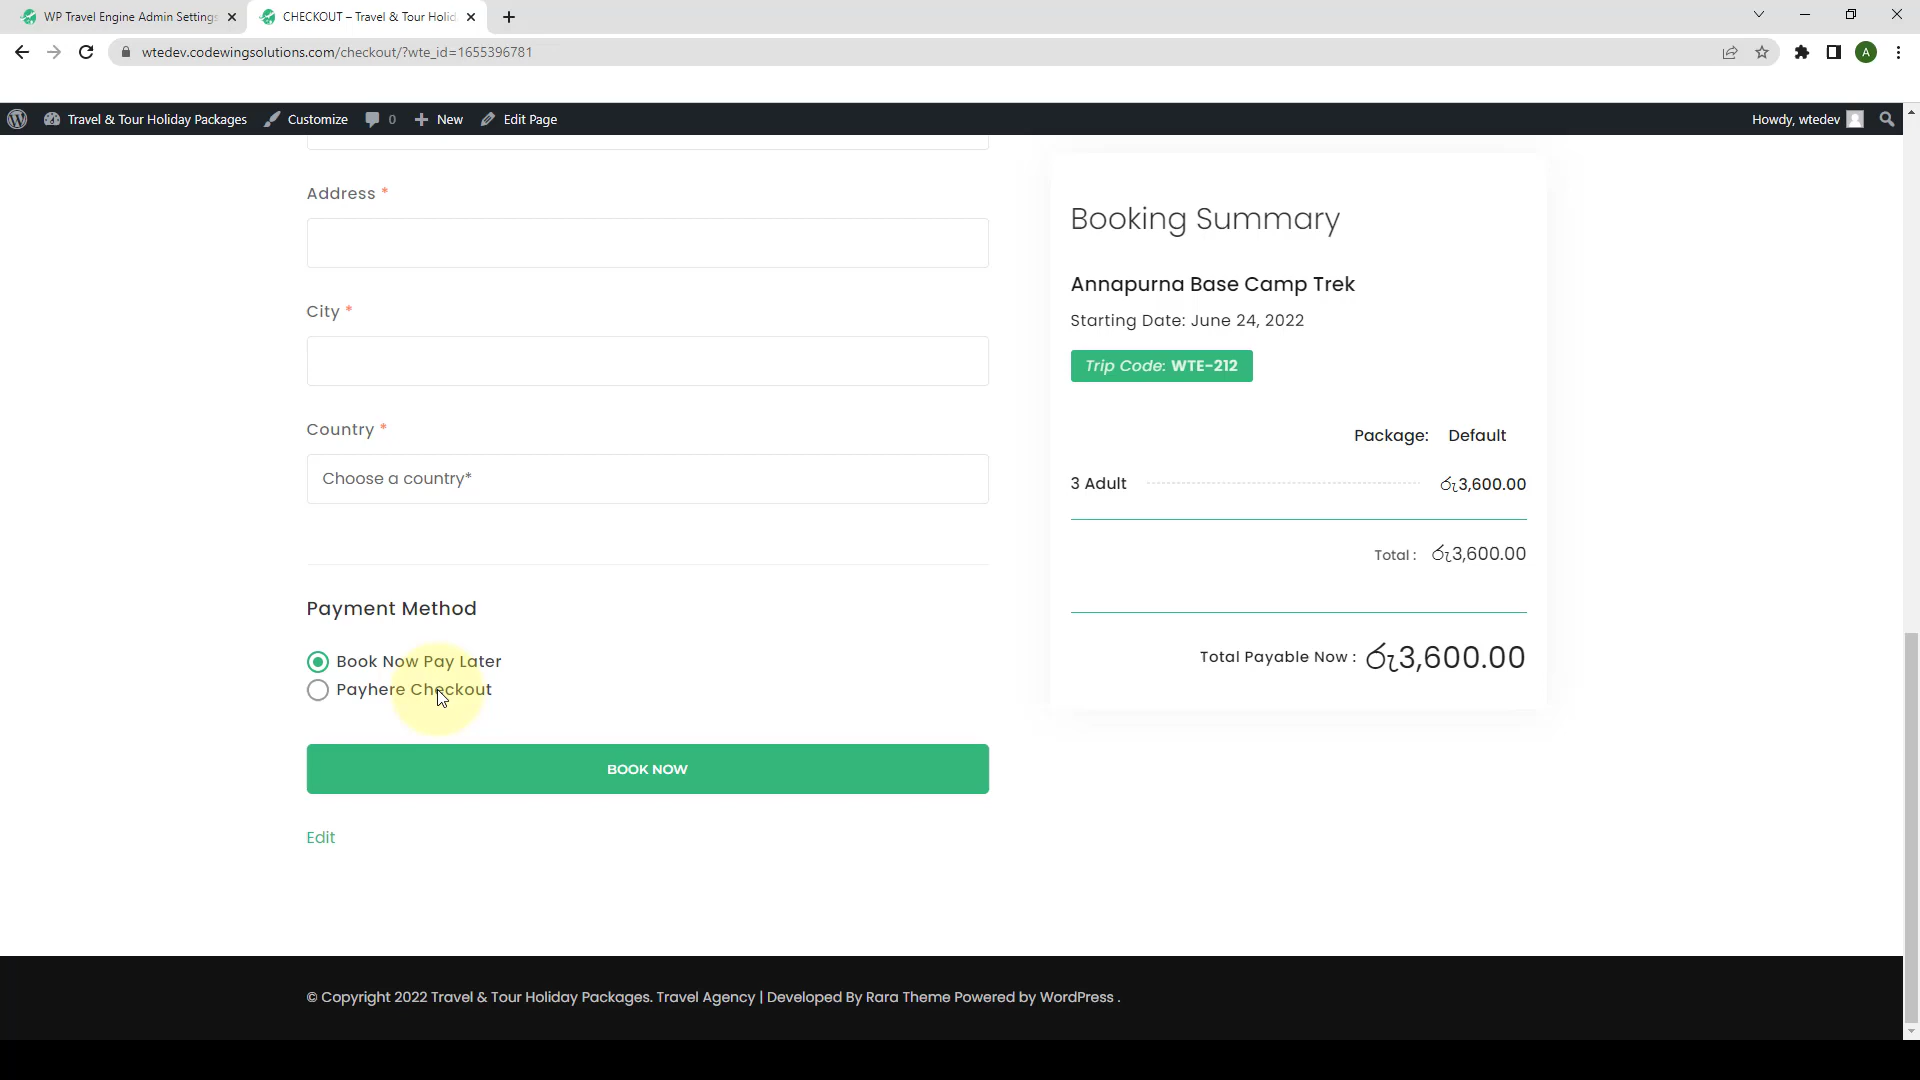 WP Travel Engine Admin Settings
CHECKOUT – Travel & Tour Holid
wtedev.codewingsolutions.com/checkout/?wte_id=1655396781
A
Travel & Tour Holiday Packages
Customize
0
New
Edit Page
Howdy, wtedev
Address *
City *
Country *
Choose a country*
Payment Method
Book Now Pay Later
Payhere Checkout
BOOK NOW
Edit
Booking Summary
Annapurna Base Camp Trek
Starting Date: June 24, 2022
Trip Code: WTE-212
Package: Default
3 Adult රු3,600.00
Total : රු3,600.00
Total Payable Now : රු3,600.00
© Copyright 2022 Travel & Tour Holiday Packages. Travel Agency | Developed By Rara Theme Powered by WordPress .